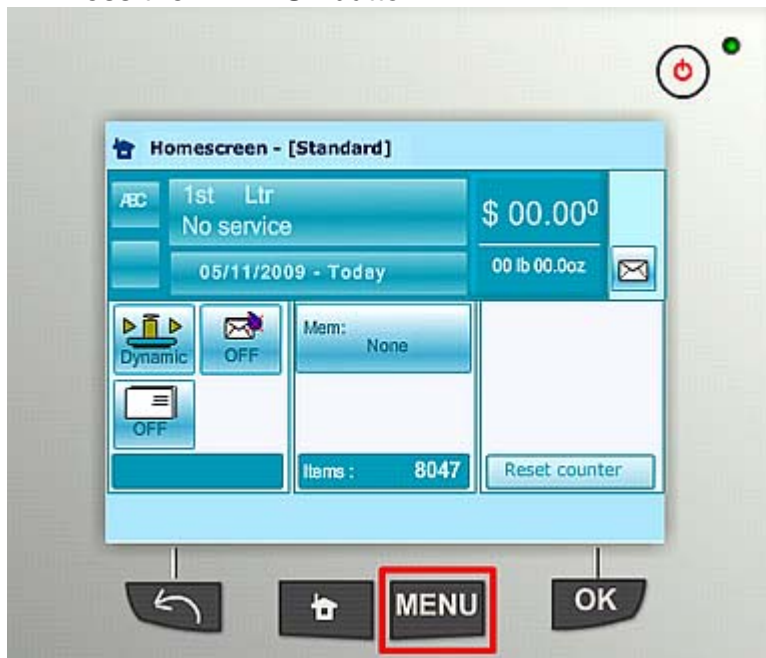 Homescreen - [Standard]
ABC
1st Ltr
No service
$ 00.00⁰
05/11/2009 - Today
00 lb 00.0oz
Dynamic
OFF
Mem:
None
OFF
Items : 8047
Reset counter
MENU
OK